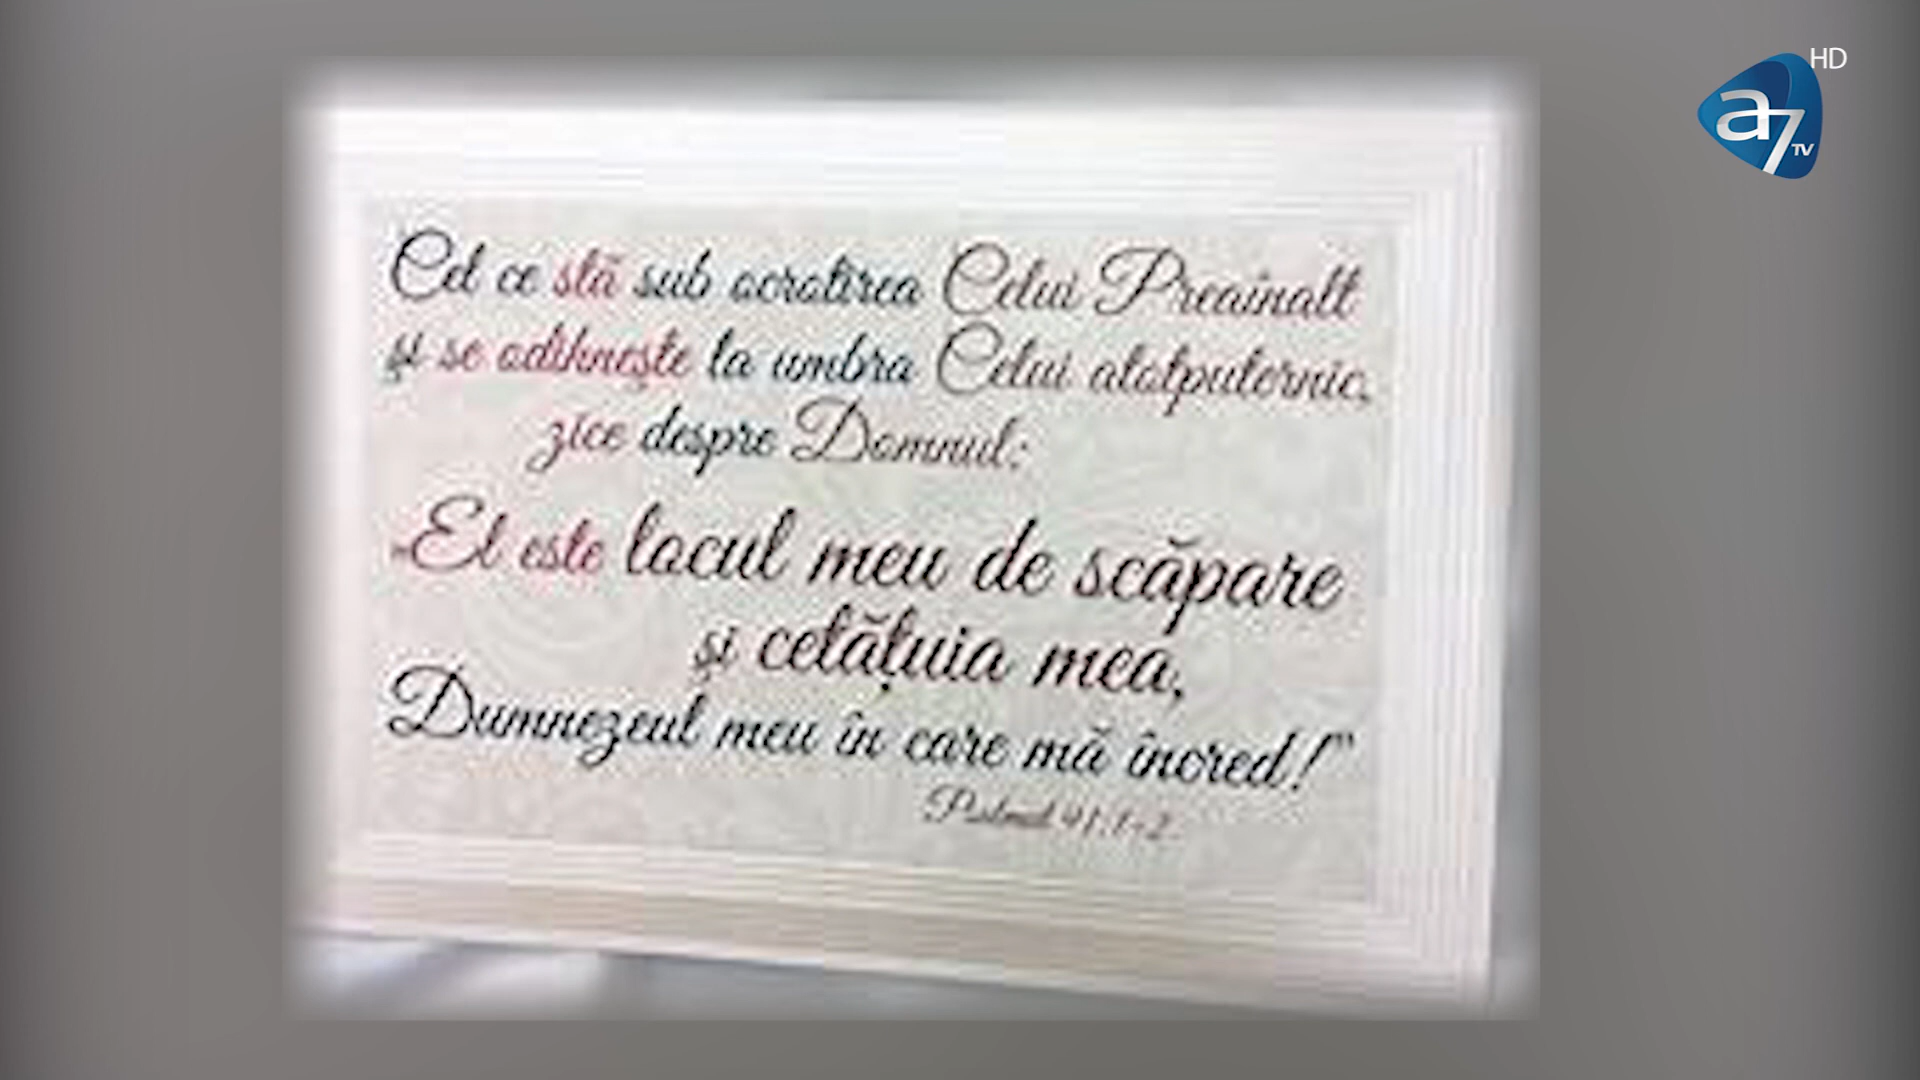 HD
a7 TV
Cel ce stă sub ocrotirea Celui Preaînalt
și se odihnește la umbra Celui atotputernic,
zice despre Domnul:
„El este locul meu de scăpare
și cetățuia mea,
Dumnezeul meu în care mă încred!”
Psalmul 91:1-2